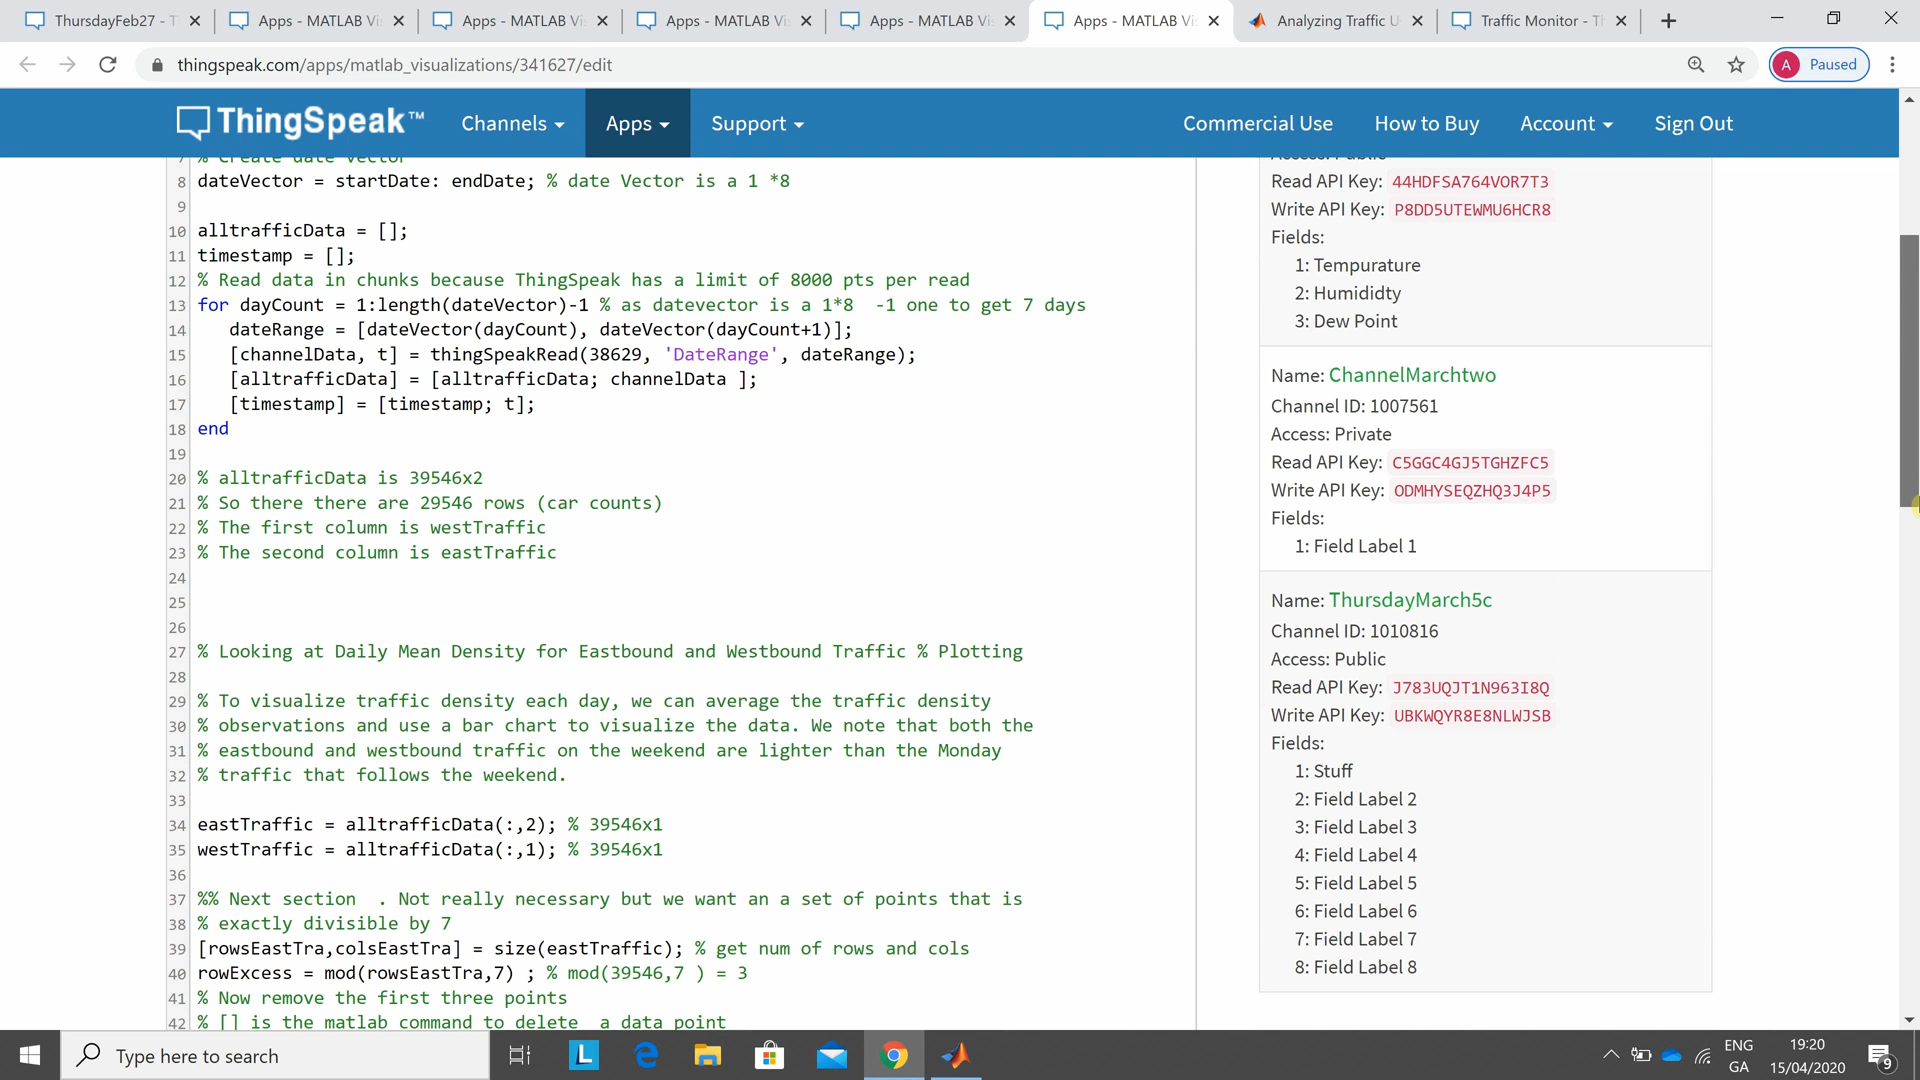 ThursdayFeb27 - T
Apps - MATLAB Vis
Apps - MATLAB Vis
Apps - MATLAB Vis
Apps - MATLAB Vis
Apps - MATLAB Vis
Analyzing Traffic U
Traffic Monitor - Th
thingspeak.com/apps/matlab_visualizations/341627/edit
A Paused
ThingSpeak™
Channels
Apps
Support
Commercial Use
How to Buy
Account
Sign Out
7 % Create date vector
8 dateVector = startDate: endDate; % date Vector is a 1 *8
9
10 alltrafficData = [];
11 timestamp = [];
12 % Read data in chunks because ThingSpeak has a limit of 8000 pts per read
13 for dayCount = 1:length(dateVector)-1 % as datevector is a 1*8  -1 one to get 7 days
14 dateRange = [dateVector(dayCount), dateVector(dayCount+1)];
15 [channelData, t] = thingSpeakRead(38629, 'DateRange', dateRange);
16 [alltrafficData] = [alltrafficData; channelData ];
17 [timestamp] = [timestamp; t];
18 end
19
20 % alltrafficData is 39546x2
21 % So there there are 29546 rows (car counts)
22 % The first column is westTraffic
23 % The second column is eastTraffic
24
25
26
27 % Looking at Daily Mean Density for Eastbound and Westbound Traffic % Plotting
28
29 % To visualize traffic density each day, we can average the traffic density
30 % observations and use a bar chart to visualize the data. We note that both the
31 % eastbound and westbound traffic on the weekend are lighter than the Monday
32 % traffic that follows the weekend.
33
34 eastTraffic = alltrafficData(:,2); % 39546x1
35 westTraffic = alltrafficData(:,1); % 39546x1
36
37 %% Next section  . Not really necessary but we want an a set of points that is
38 % exactly divisible by 7
39 [rowsEastTra,colsEastTra] = size(eastTraffic); % get num of rows and cols
40 rowExcess = mod(rowsEastTra,7) ; % mod(39546,7 ) = 3
41 % Now remove the first three points
42 % [] is the matlab command to delete  a data point
Access: Public
Read API Key: 44HDFSA764VOR7T3
Write API Key: P8DD5UTEWMU6HCR8
Fields:
1: Tempurature
2: Humididty
3: Dew Point
Name: ChannelMarchtwo
Channel ID: 1007561
Access: Private
Read API Key: C5GGC4GJ5TGHZFC5
Write API Key: ODMHYSEQZHQ3J4P5
Fields:
1: Field Label 1
Name: ThursdayMarch5c
Channel ID: 1010816
Access: Public
Read API Key: J783UQJT1N963I8Q
Write API Key: UBKWQYR8E8NLWJSB
Fields:
1: Stuff
2: Field Label 2
3: Field Label 3
4: Field Label 4
5: Field Label 5
6: Field Label 6
7: Field Label 7
8: Field Label 8
Type here to search
L
ENG
GA
19:20
15/04/2020
9